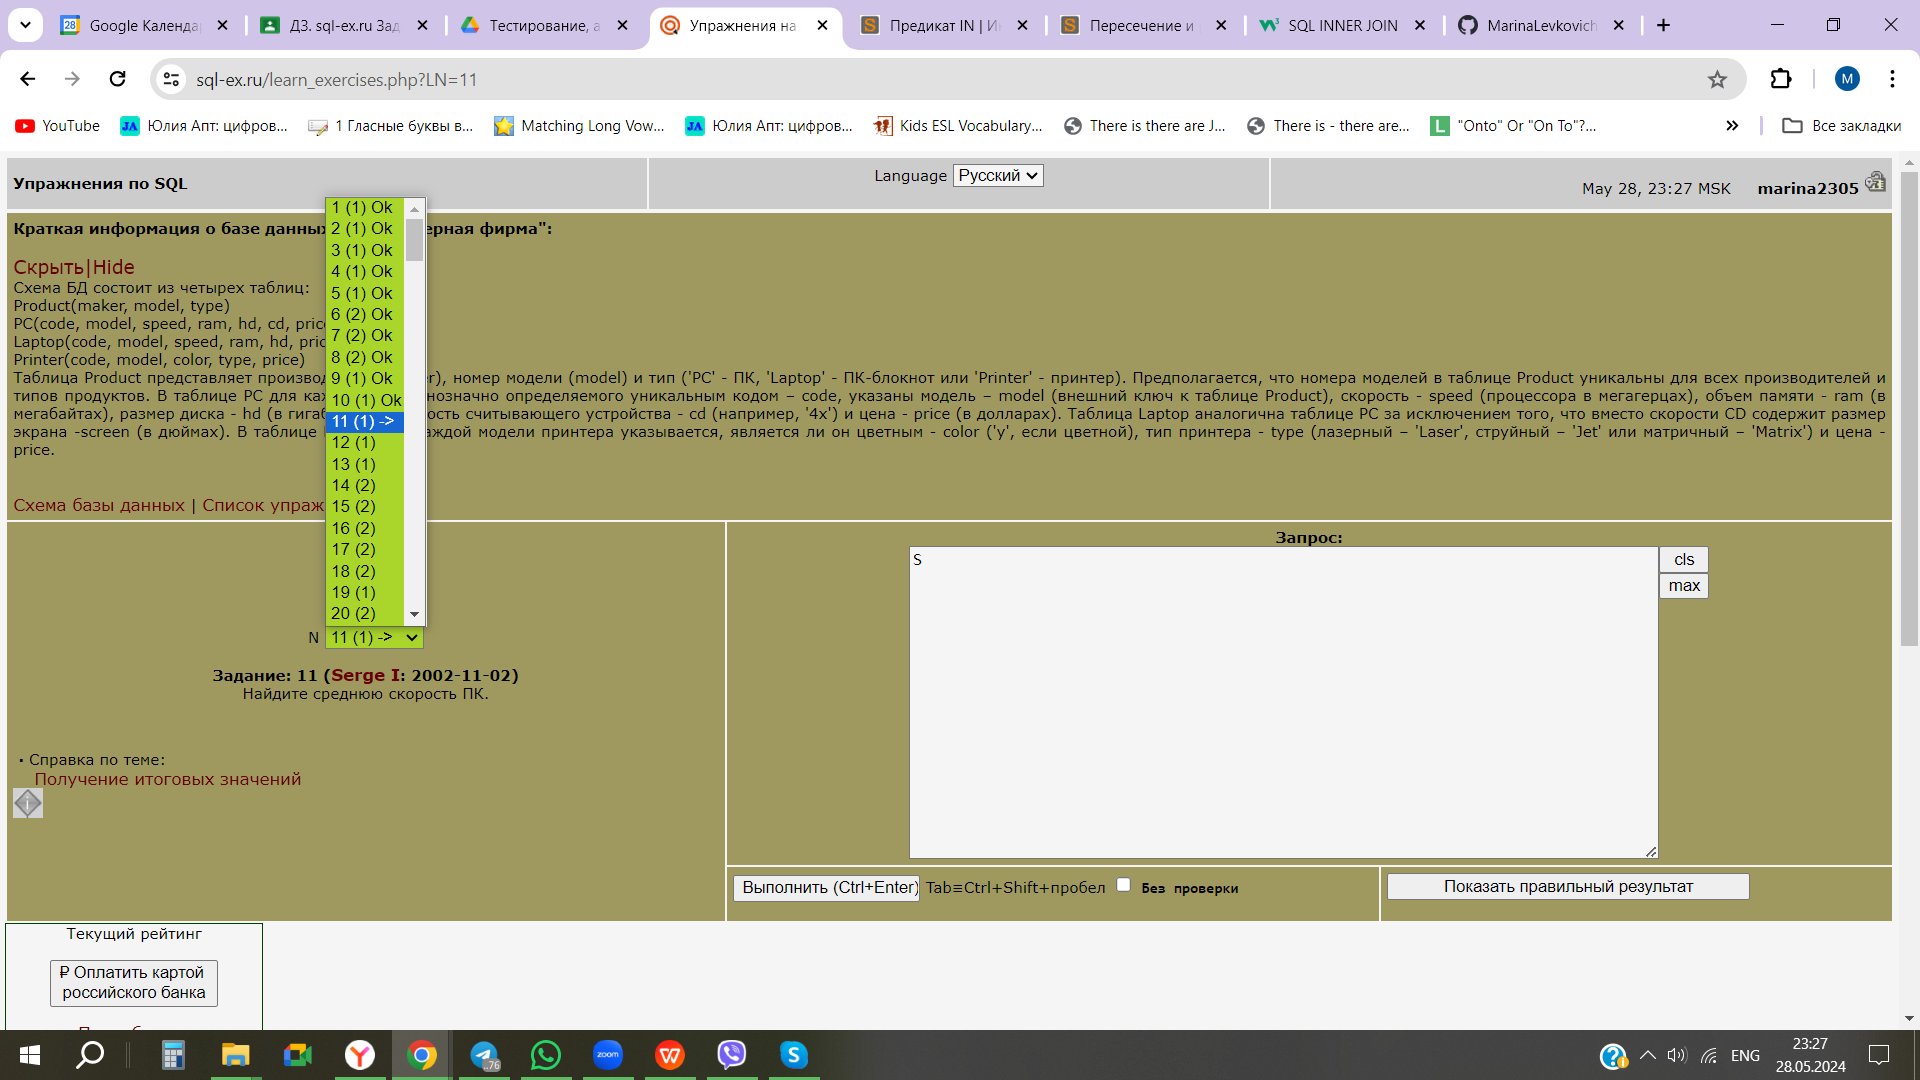 Google Календа
ДЗ. sql-ex.ru Зад
Тестирование, а
Упражнения на
Предикат IN | И
Пересечение и
SQL INNER JOIN
MarinaLevkovich
sql-ex.ru/learn_exercises.php?LN=11
M
YouTube
Юлия Апт: цифров...
1 Гласные буквы в...
Matching Long Vow...
Юлия Апт: цифров...
Kids ESL Vocabulary...
There is there are J...
There is - there are...
"Onto" Or "On To"?...
Все закладки
Упражнения по SQL
Language Русский
May 28, 23:27 MSK marina2305
Краткая информация о базе данных
ерная фирма":
Скрыть|Hide
Схема БД состоит из четырех таблиц:
Product(maker, model, type)
PC(code, model, speed, ram, hd, cd, pric
Laptop(code, model, speed, ram, hd, pric
Printer(code, model, color, type, price)
Таблица Product представляет производ r), номер модели (model) и тип ('PC' - ПК, 'Laptop' - ПК-блокнот или 'Printer' - принтер). Предполагается, что номера моделей в таблице Product уникальны для всех производителей и
типов продуктов. В таблице PC для ка нозначно определяемого уникальным кодом – code, указаны модель – model (внешний ключ к таблице Product), скорость - speed (процессора в мегагерцах), объем памяти - ram (в
мегабайтах), размер диска - hd (в гигаб ость считывающего устройства - cd (например, '4x') и цена - price (в долларах). Таблица Laptop аналогична таблице PC за исключением того, что вместо скорости CD содержит размер
экрана -screen (в дюймах). В таблице аждой модели принтера указывается, является ли он цветным - color ('y', если цветной), тип принтера - type (лазерный – 'Laser', струйный – 'Jet' или матричный – 'Matrix') и цена -
price.
Схема базы данных | Список упраж
1 (1) Ok
2 (1) Ok
3 (1) Ok
4 (1) Ok
5 (1) Ok
6 (2) Ok
7 (2) Ok
8 (2) Ok
9 (1) Ok
10 (1) Ok
11 (1) ->
12 (1)
13 (1)
14 (2)
15 (2)
16 (2)
17 (2)
18 (2)
19 (1)
20 (2)
N 11 (1) ->
Задание: 11 (Serge I: 2002-11-02)
Найдите среднюю скорость ПК.
• Справка по теме:
Получение итоговых значений
Запрос:
S
cls
max
Выполнить (Ctrl+Enter) Tab≡Ctrl+Shift+пробел Без проверки
Показать правильный результат
Текущий рейтинг
₽ Оплатить картой
российского банка
zoom
ENG
23:27
28.05.2024